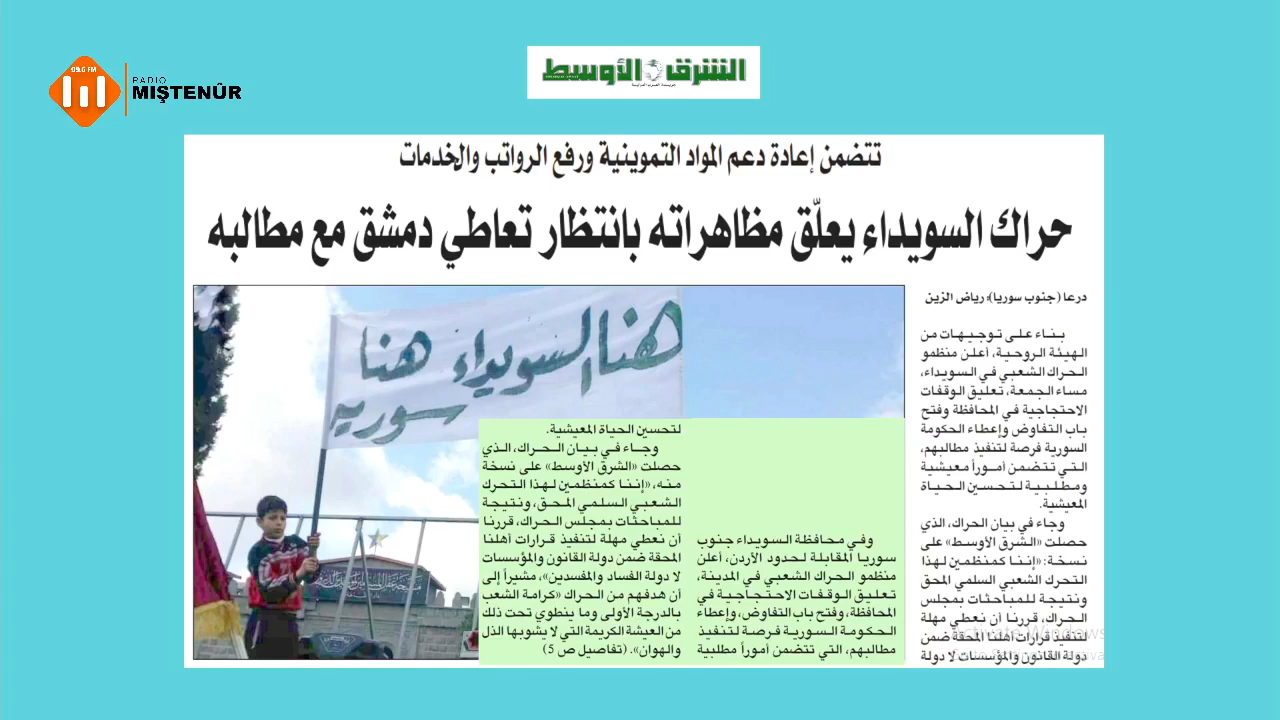 09.6 FM
RADIO
MIŞTENÛR
الشرق الأوسط
جريدة العرب الدولية
تتضمن إعادة دعم المواد التموينية ورفع الرواتب والخدمات
حراك السويداء يعلّق مظاهراته بانتظار تعاطي دمشق مع مطالبه
درعا (جنوب سوريا): رياض الزين
بناء على توجيهات من
الهيئة الروحية، أعلن منظمو
الحراك الشعبي في السويداء،
مساء الجمعة، تعليق الوقفات
الاحتجاجية في المحافظة وفتح
باب التفاوض وإعطاء الحكومة
السورية فرصة لتنفيذ مطالبهم،
التي تتضمن أموراً معيشية
ومطلبية لتحسين الحياة
المعيشية.
وجاء في بيان الحراك، الذي
حصلت «الشرق الأوسط» على
نسخة: «إننا كمنظمين لهذا
التحرك الشعبي السلمي المحق
ونتيجة للمباحثات بمجلس
الحراك، قررنا أن نعطي مهلة
لتنفيذ قرارات أهلنا المحقة ضمن
دولة القانون والمؤسسات لا دولة
هنا السويداء هنا
سوريه
وفي محافظة السويداء جنوب
سوريا المقابلة لحدود الأردن، أعلن
منظمو الحراك الشعبي في المدينة،
تعليق الوقفات الاحتجاجية في
المحافظة، وفتح باب التفاوض، وإعطاء
الحكومة السورية فرصة لتنفيذ
مطالبهم، التي تتضمن أموراً مطلبية
لتحسين الحياة المعيشية.
وجاء في بيان الحراك، الذي
حصلت «الشرق الأوسط» على نسخة
منه، «إننا كمنظمين لهذا التحرك
الشعبي السلمي المحق، ونتيجة
للمباحثات بمجلس الحراك، قررنا
أن نعطي مهلة لتنفيذ قرارات أهلنا
المحقة ضمن دولة القانون والمؤسسات
لا دولة الفساد والمفسدين»، مشيراً إلى
أن هدفهم من الحراك «كرامة الشعب
بالدرجة الأولى وما ينطوي تحت ذلك
من العيشة الكريمة التي لا يشوبها الذل
والهوان». (تفاصيل ص 5)